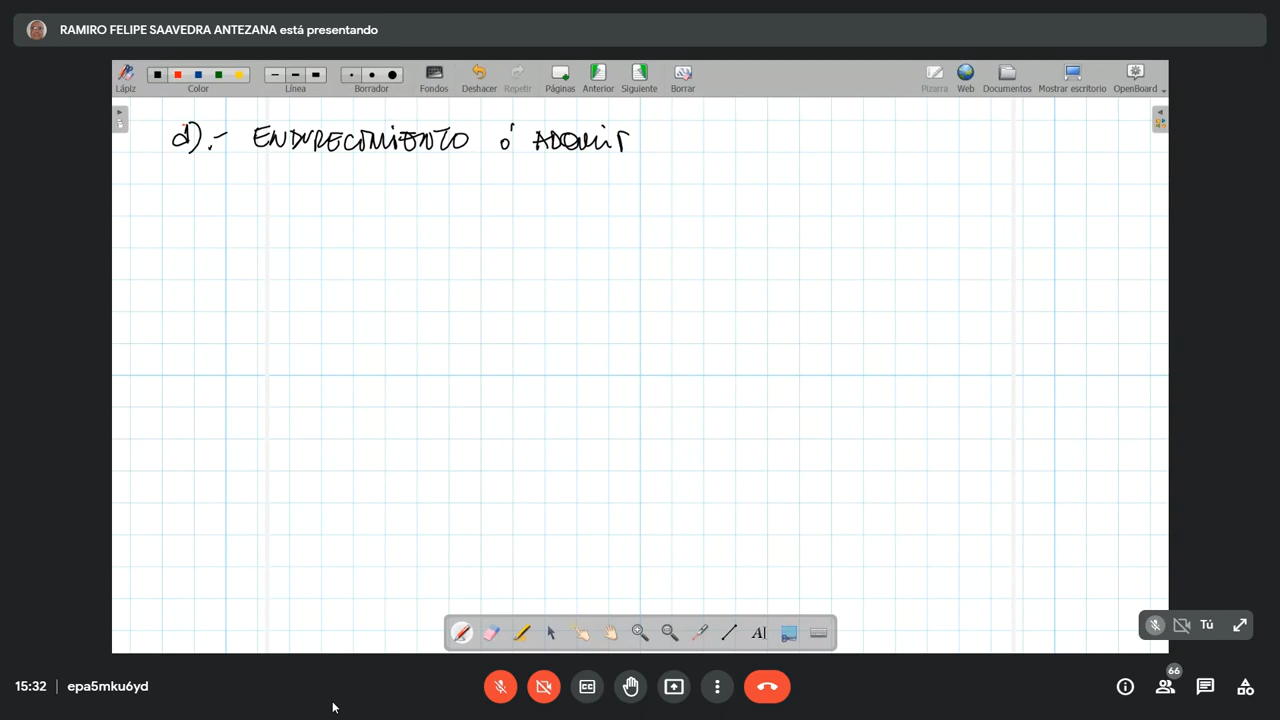 RAMIRO FELIPE SAAVEDRA ANTEZANA está presentando
Lápiz Color Línea Borrador Fondos Deshacer Repetir Páginas Anterior Siguiente Borrar Pizarra Web Documentos Mostrar escritorio OpenBoard
d).- ENDURECIMIENTO ó ADQUIR
Tú
66
15:32 epa5mku6yd